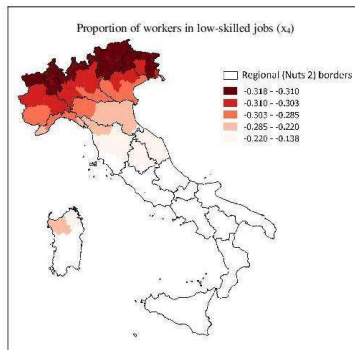 Proportion of workers in low-skilled jobs (x₄)
Regional (Nuts 2) borders
-0.318 - -0.310
-0.310 - -0.303
-0.303 - -0.285
-0.285 - -0.220
-0.220 - -0.138